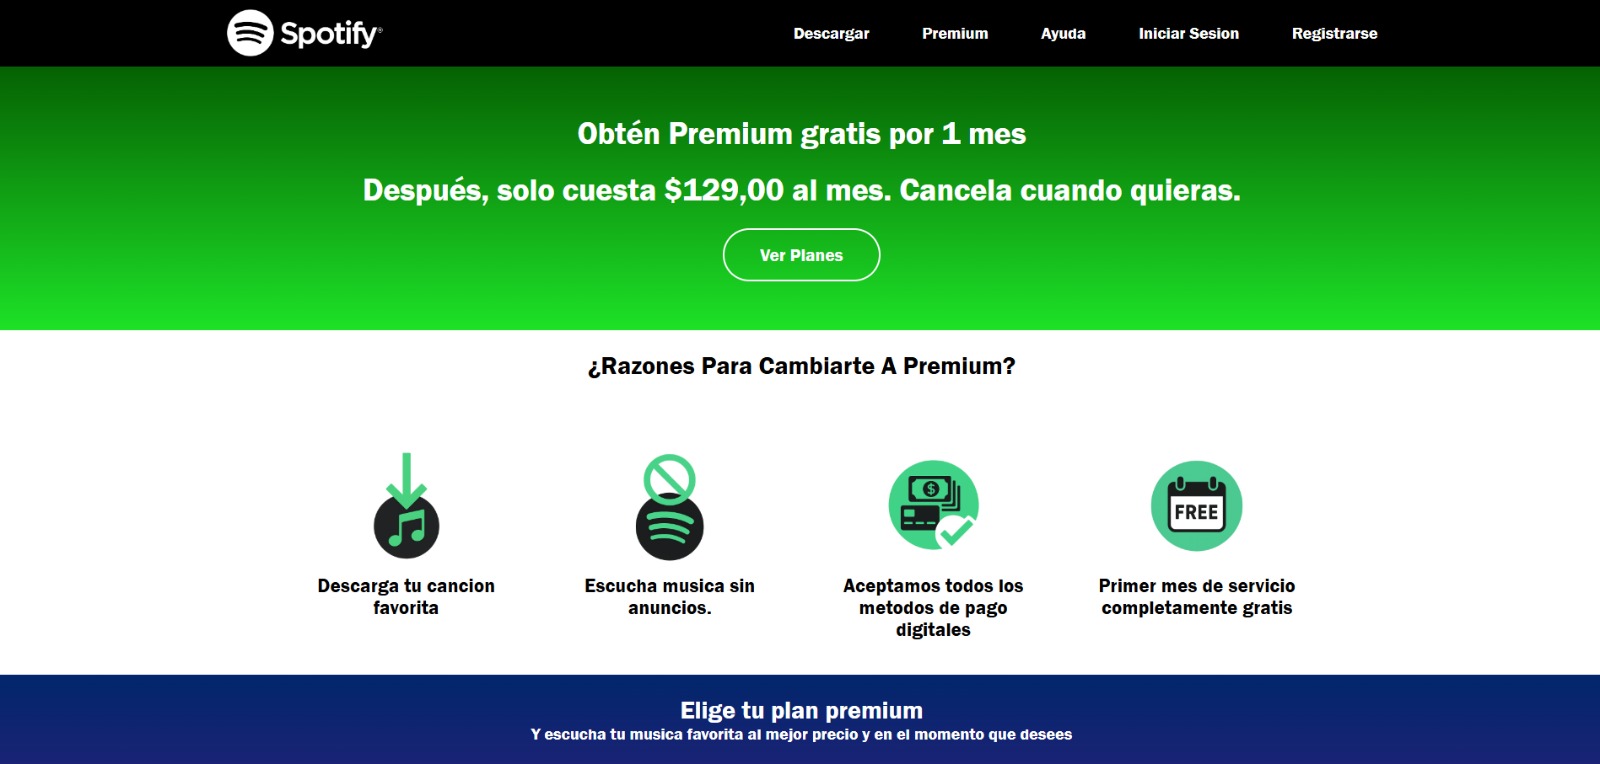 Spotify®
Descargar Premium Ayuda Iniciar Sesion Registrarse
Obtén Premium gratis por 1 mes
Después, solo cuesta $129,00 al mes. Cancela cuando quieras.
Ver Planes
¿Razones Para Cambiarte A Premium?
$
FREE
Descarga tu cancion
favorita
Escucha musica sin
anuncios.
Aceptamos todos los
metodos de pago
digitales
Primer mes de servicio
completamente gratis
Elige tu plan premium
Y escucha tu musica favorita al mejor precio y en el momento que desees